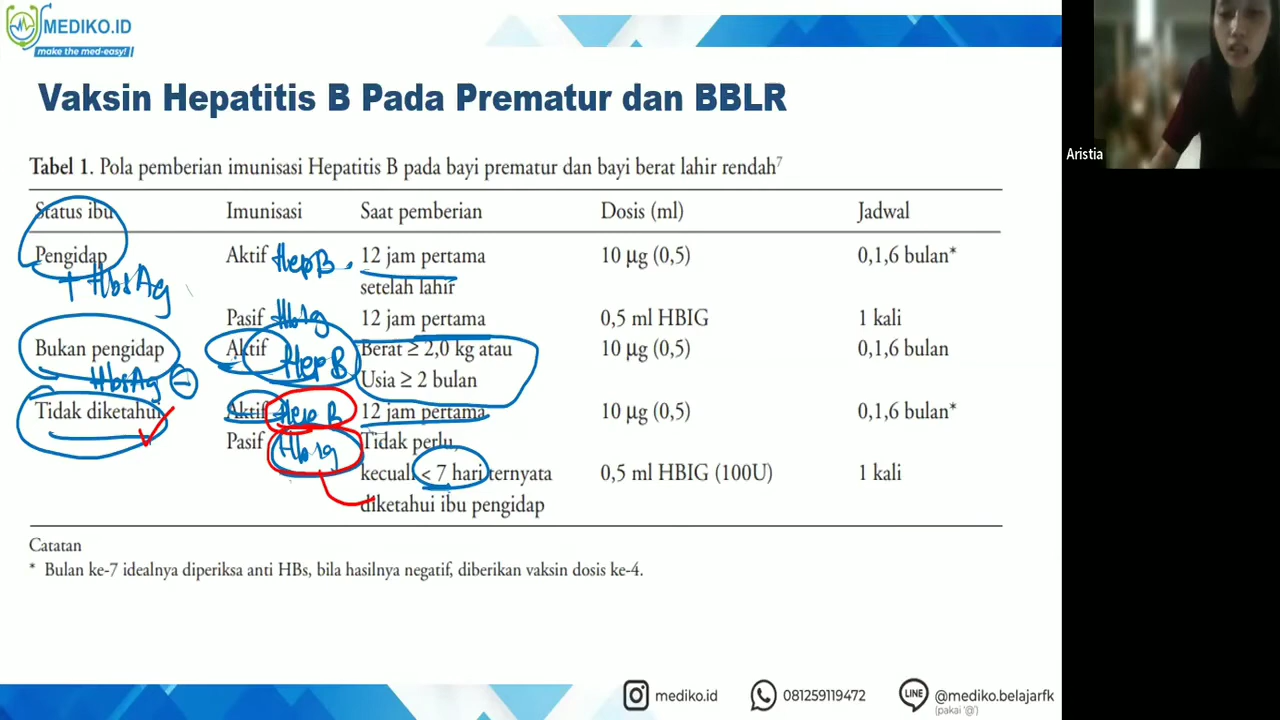 MEDIKO.ID
make the med-easy!
Vaksin Hepatitis B Pada Prematur dan BBLR
Tabel 1. Pola pemberian imunisasi Hepatitis B pada bayi prematur dan bayi berat lahir rendah7
Status ibu Imunisasi Saat pemberian Dosis (ml) Jadwal
Pengidap Aktif HepB 12 jam pertama 10 µg (0,5) 0,1,6 bulan*
+ HbsAg setelah lahir
Pasif HbIg 12 jam pertama 0,5 ml HBIG 1 kali
Bukan pengidap Aktif HepB Berat ≥ 2,0 kg atau 10 µg (0,5) 0,1,6 bulan
HbsAg - Usia ≥ 2 bulan
Tidak diketahui Aktif Hep B 12 jam pertama 10 µg (0,5) 0,1,6 bulan*
Pasif HbIg Tidak perlu,
kecuali < 7 hari ternyata 0,5 ml HBIG (100U) 1 kali
diketahui ibu pengidap
Catatan
* Bulan ke-7 idealnya diperiksa anti HBs, bila hasilnya negatif, diberikan vaksin dosis ke-4.
mediko.id 081259119472 LINE @mediko.belajarfk
(pakai '@')
Aristia